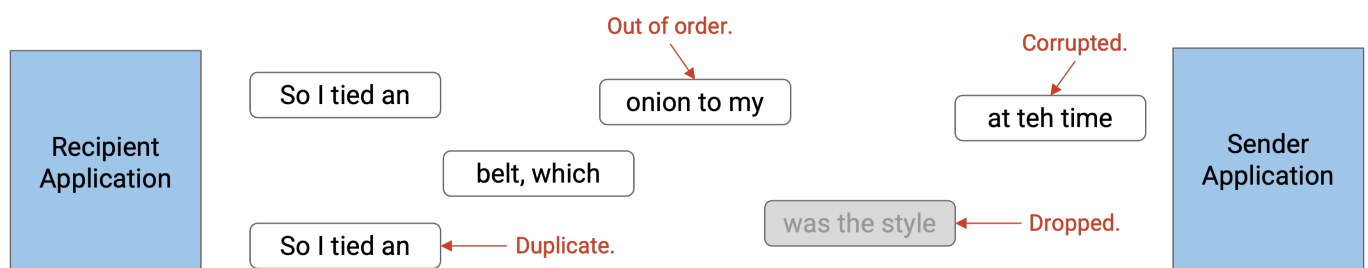 Out of order.
Corrupted.
So I tied an
onion to my
at teh time
Recipient
Application
belt, which
Sender
Application
was the style
Dropped.
So I tied an
Duplicate.